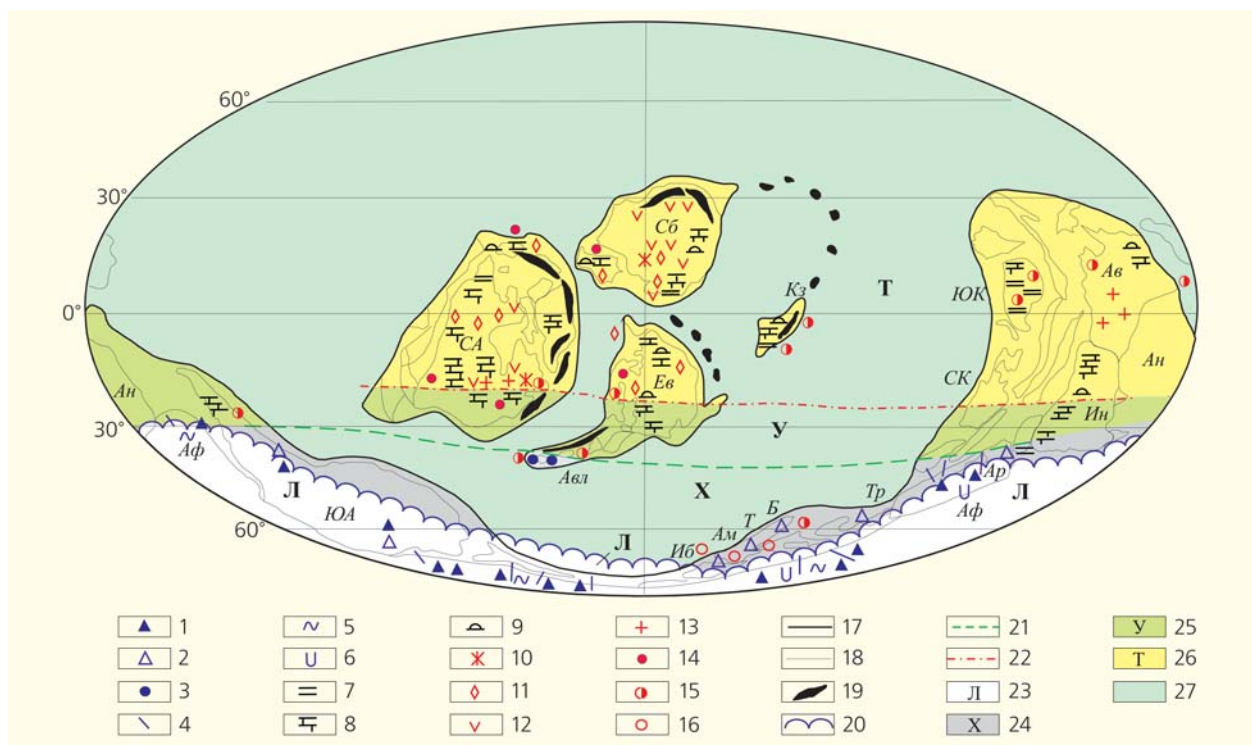 60°
30°
0°
30°
60°
Сб
Кз
Т
ЮК
Ав
СА
Ев
СК
Ан
Ан
Ин
У
Аф
Авл
Х
Ар
Л
Л
Аф
ЮА
Тр
Б
Т
Ам
Иб
Л
1 5 9 13 17 21 У 25
2 6 10 14 18 22 Т 26
3 7 11 15 19 Л 23 27
4 8 12 16 20 Х 24